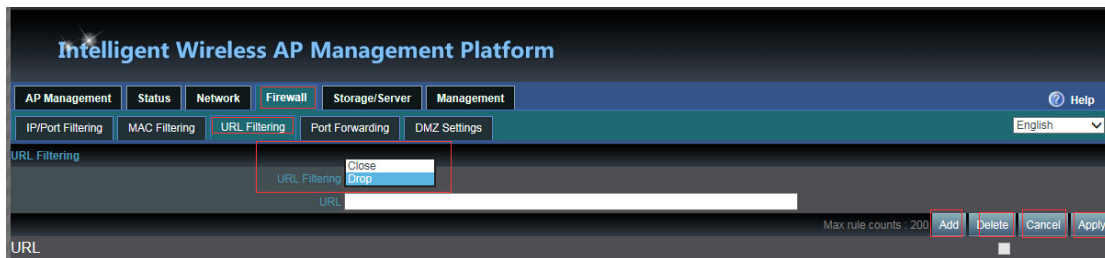 Intelligent Wireless AP Management Platform
AP Management Status Network Firewall Storage/Server Management Help
IP/Port Filtering MAC Filtering URL Filtering Port Forwarding DMZ Settings English
URL Filtering
Close
URL Filtering Drop
URL
Max rule counts : 200 Add Delete Cancel Apply
URL